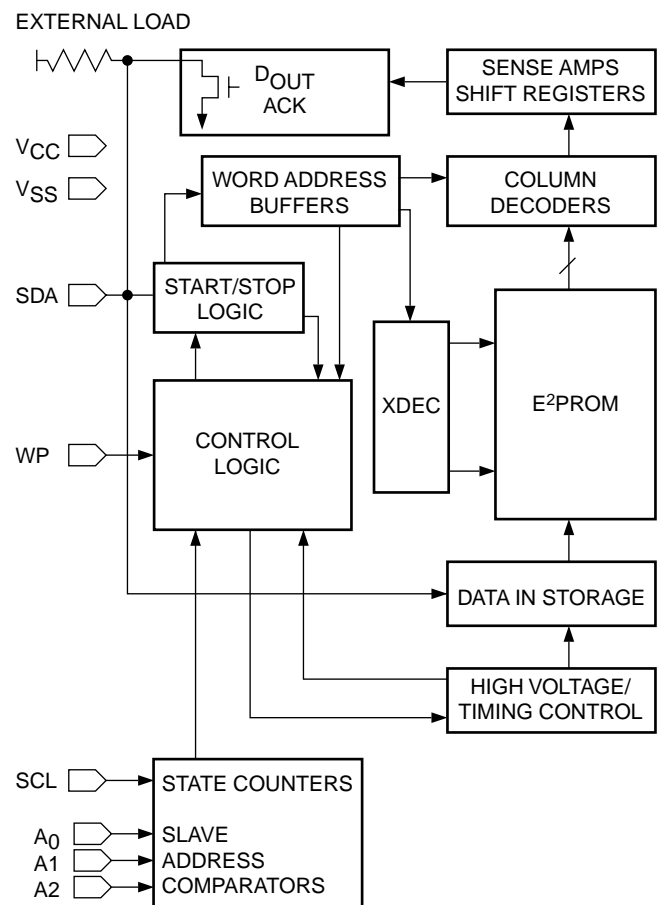 EXTERNAL LOAD
DOUT
ACK
SENSE AMPS
SHIFT REGISTERS
VCC
VSS
WORD ADDRESS
BUFFERS
COLUMN
DECODERS
SDA
START/STOP
LOGIC
XDEC
E²PROM
WP
CONTROL
LOGIC
DATA IN STORAGE
HIGH VOLTAGE/
TIMING CONTROL
SCL
STATE COUNTERS
A0
SLAVE
A1
ADDRESS
A2
COMPARATORS